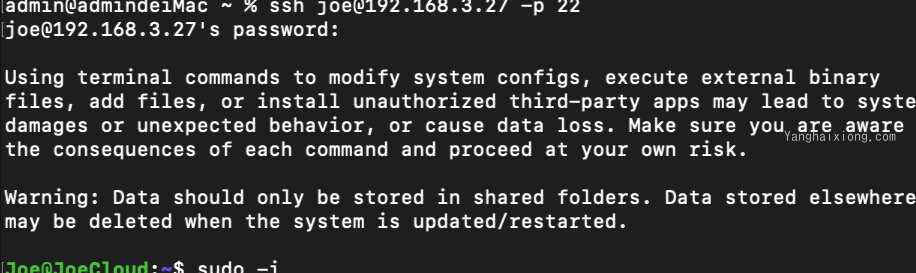 admin@admindeiMac ~ % ssh joe@192.168.3.27 -p 22
joe@192.168.3.27's password:
Using terminal commands to modify system configs, execute external binary
files, add files, or install unauthorized third-party apps may lead to syste
damages or unexpected behavior, or cause data loss. Make sure you are aware
the consequences of each command and proceed at your own risk.
Yanghaixiong.com
Warning: Data should only be stored in shared folders. Data stored elsewhere
may be deleted when the system is updated/restarted.
Joe@JoeCloud:~$ sudo -i